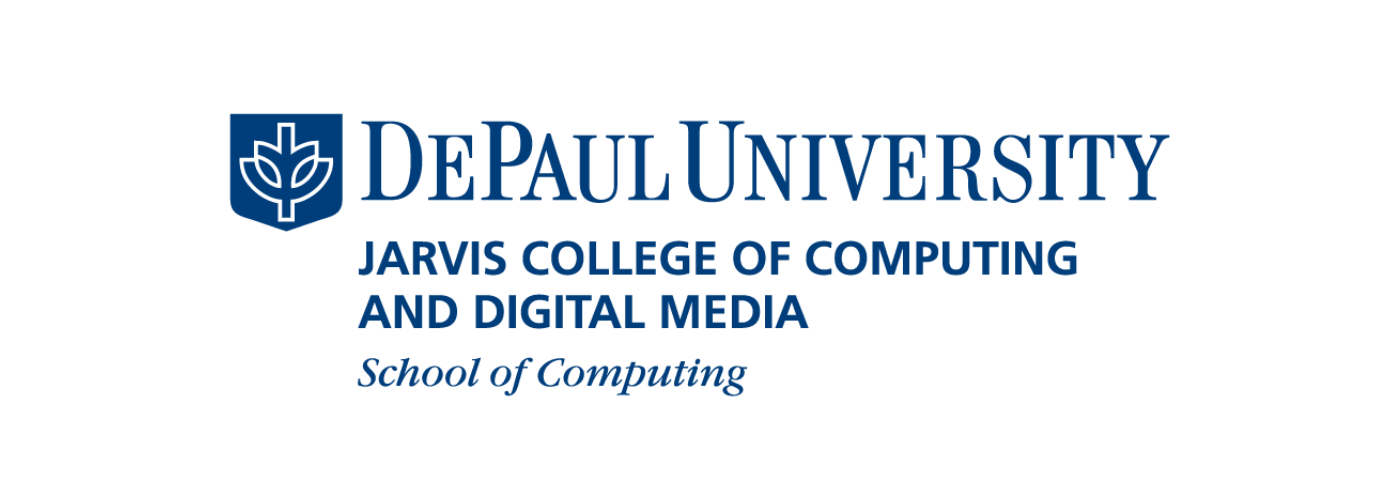 DEPAUL UNIVERSITY
JARVIS COLLEGE OF COMPUTING
AND DIGITAL MEDIA
School of Computing